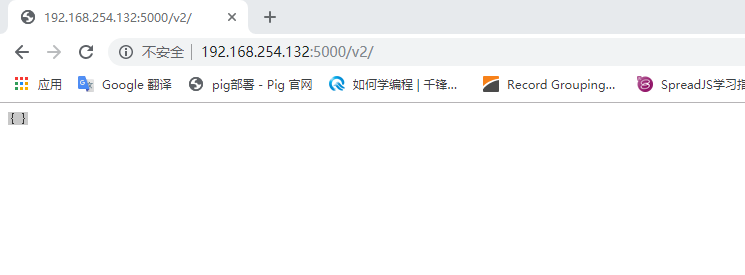 192.168.254.132:5000/v2/
不安全 | 192.168.254.132:5000/v2/
应用 Google 翻译 pig部署 - Pig 官网 如何学编程 | 千锋... Record Grouping... SpreadJS学习指
{ }